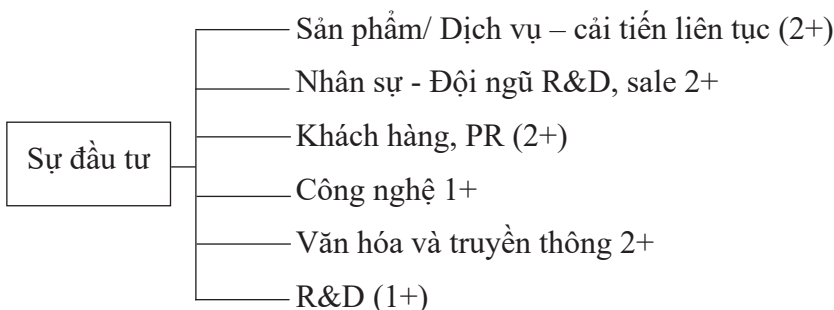 Sự đầu tư
Sản phẩm/ Dịch vụ – cải tiến liên tục (2+)
Nhân sự - Đội ngũ R&D, sale 2+
Khách hàng, PR (2+)
Công nghệ 1+
Văn hóa và truyền thông 2+
R&D (1+)